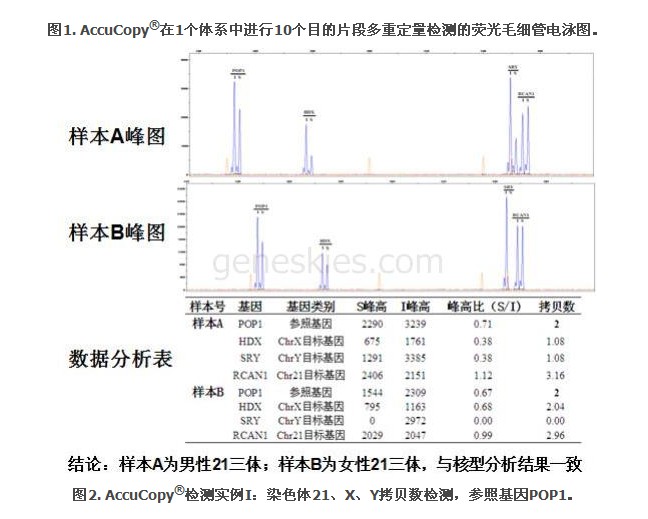 图1. AccuCopy®在1个体系中进行10个目的片段多重定量检测的荧光毛细管电泳图。
POP1
I S
HDX
I S
SRY
I S
RCAN1
I S
样本A峰图
POP1
I S
HDX
I S
SRY
I S
RCAN1
I S
样本B峰图
geneskies.com
样本号 基因 基因类别 S峰高 I峰高 峰高比（S/I） 拷贝数
样本A POP1 参照基因 2290 3239 0.71 2
HDX ChrX目标基因 675 1761 0.38 1.08
SRY ChrY目标基因 1291 3385 0.38 1.08
RCAN1 Chr21目标基因 2406 2151 1.12 3.16
样本B POP1 参照基因 1544 2309 0.67 2
HDX ChrX目标基因 795 1163 0.68 2.04
SRY ChrY目标基因 0 2972 0.00 0.00
RCAN1 Chr21目标基因 2029 2047 0.99 2.96
数据分析表
结论：样本A为男性21三体；样本B为女性21三体，与核型分析结果一致
图2. AccuCopy®检测实例I：染色体21、X、Y拷贝数检测，参照基因POP1。